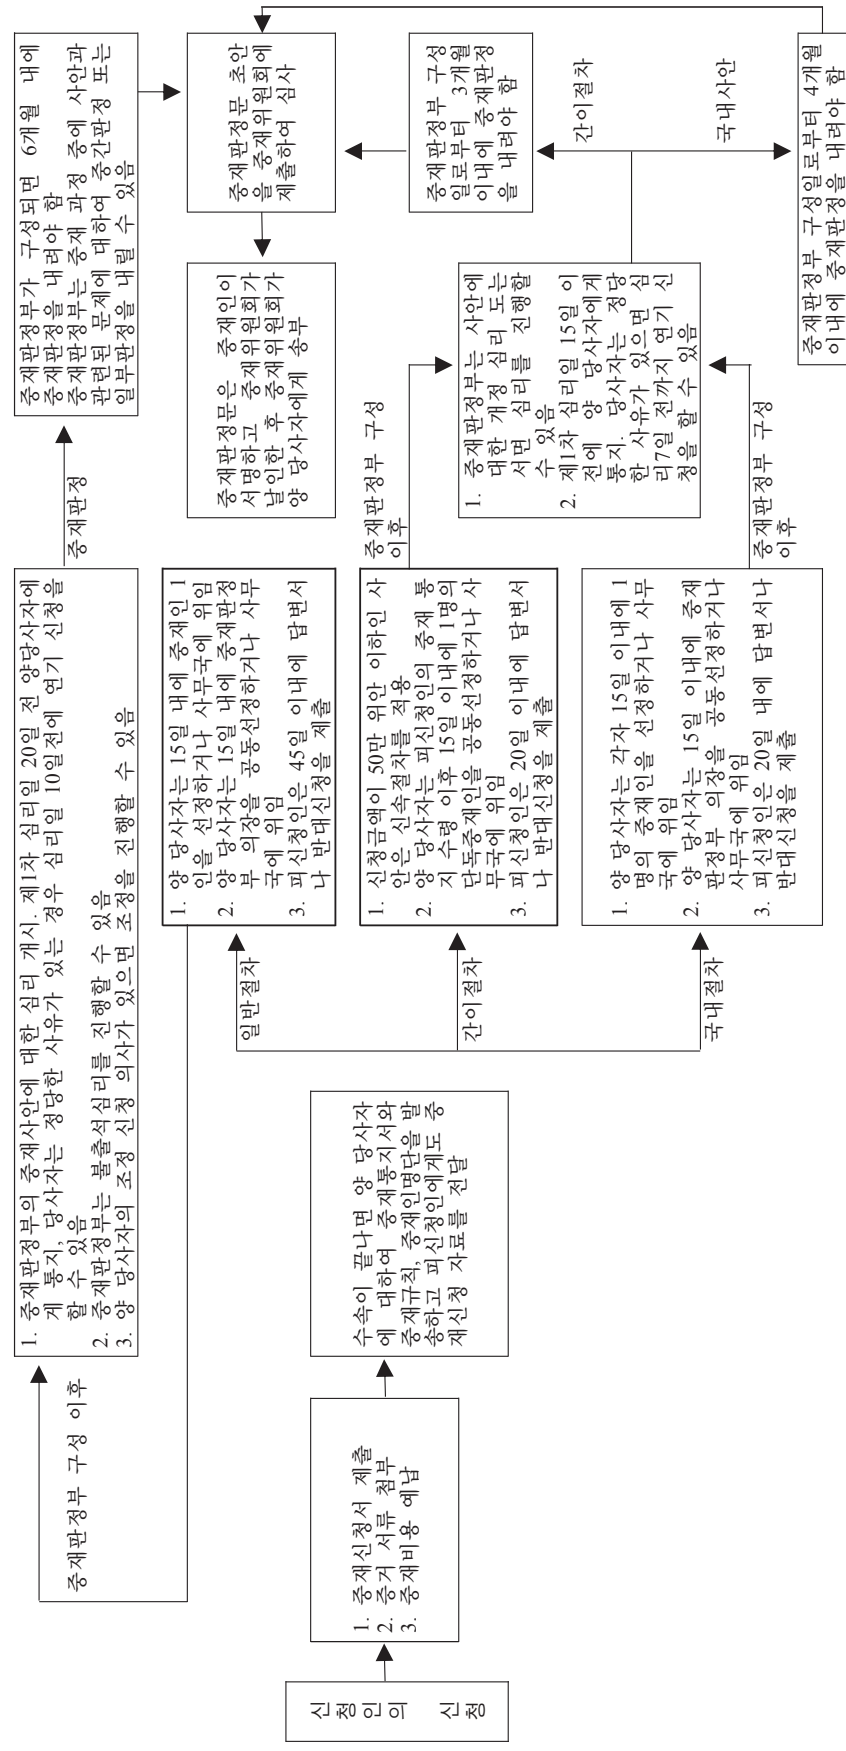 신청인의 신청
1. 중재신청서 제출
2. 증거 서류 첨부
3. 중재비용 예납
수속이 끝나면 양 당사자
에 대하여 중재통지서와
중재규칙, 중재인명단을 발
송하고 피신청인에게도 중
재신청 자료를 전달
일반절차
간이절차
국내절차
1. 양 당사자는 15일 내에 중재인 1
인을 선정하거나 사무국에 위임
2. 양 당사자는 15일 내에 중재판정
부 의장을 공동선정하거나 사무
국에 위임
3. 피신청인은 45일 이내에 답변서
나 반대신청을 제출
1. 신청금액이 50만 위안 이하인 사
안은 신속절차를 적용
2. 양 당사자는 피신청인의 중재 통
지 수령 이후 15일 이내에 1명의
단독중재인을 공동선정하거나 사
무국에 위임
3. 피신청인은 20일 이내에 답변서
나 반대신청을 제출
1. 양 당사자는 각자 15일 이내에 1
명의 중재인을 선정하거나 사무
국에 위임
2. 양 당사자는 15일 이내에 중재
판정부 의장을 공동선정하거나
사무국에 위임
3. 피신청인은 20일 내에 답변서나
반대신청을 제출
중재판정부 구성 이후
1. 중재판정부의 중재사안에 대한 심리 개시. 제1차 심리일 20일 전 양당사자에
게 통지, 당사자는 정당한 사유가 있는 경우 심리일 10일전에 연기 신청을
할 수 있음
2. 중재판정부는 불출석심리를 진행할 수 있음
3. 양 당사자의 조정 신청 의사가 있으면 조정을 진행할 수 있음
중재판정
중재판정부가 구성되면 6개월 내에
중재판정을 내려야 함
중재판정부는 중재 과정 중에 사안과
관련된 문제에 대하여 중간판정 또는
일부판정을 내릴 수 있음
중재판정부 구성
이후
중재판정부 구성
이후
1. 중재판정부는 사안에
대한 개정 심리 또는
서면 심리를 진행할
수 있음
2. 제1차 심리일 15일 이
전에 양 당사자에게
통지. 당사자는 정당
한 사유가 있으면 심
리7일 전까지 연기 신
청을 할 수 있음
간이절차
국내사안
중재판정부 구성
일로부터 3개월
이내에 중재판정
을 내려야 함
중재판정부 구성일로부터 4개월
이내에 중재판정을 내려야 함
중재판정문 초안
을 중재위원회에
제출하여 심사
중재판정문은 중재인이
서명하고 중재위원회가
날인한 후 중재위원회가
양 당사자에게 송부